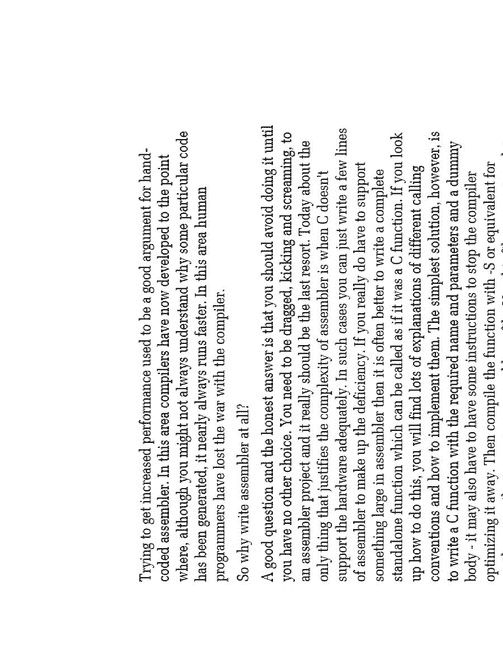 Trying to get increased performance used to be a good argument for hand-
coded assembler. In this area compilers have now developed to the point
where, although you might not always understand why some particular code
has been generated, it nearly always runs faster. In this area human
programmers have lost the war with the compiler.
So why write assembler at all?
A good question and the honest answer is that you should avoid doing it until
you have no other choice. You need to be dragged, kicking and screaming, to
an assembler project and it really should be the last resort. Today about the
only thing that justifies the complexity of assembler is when C doesn't
support the hardware adequately. In such cases you can just write a few lines
of assembler to make up the deficiency. If you really do have to support
something large in assembler then it is often better to write a complete
standalone function which can be called as if it was a C function. If you look
up how to do this, you will find lots of explanations of different calling
conventions and how to implement them. The simplest solution, however, is
to write a C function with the required name and parameters and a dummy
body - it may also have to have some instructions to stop the compiler
optimizing it away. Then compile the function with -S or equivalent for